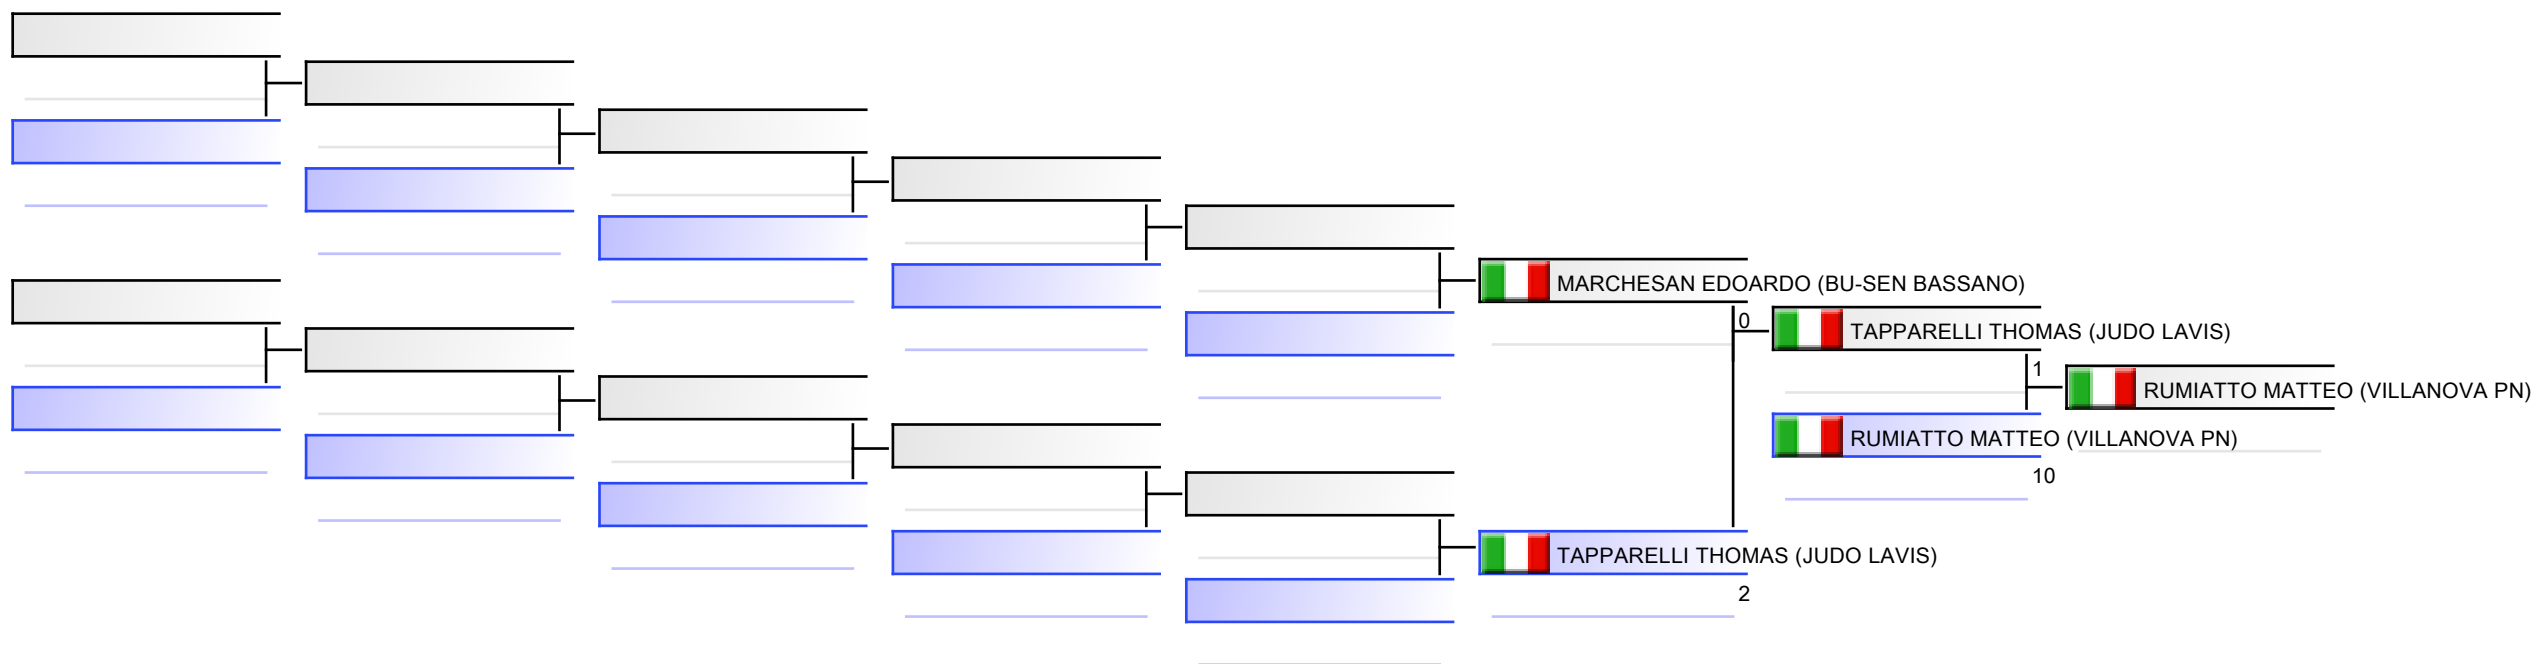 MARCHESAN EDOARDO (BU-SEN BASSANO)
0
TAPPARELLI THOMAS (JUDO LAVIS)
1
RUMIATTO MATTEO (VILLANOVA PN)
RUMIATTO MATTEO (VILLANOVA PN)
10
TAPPARELLI THOMAS (JUDO LAVIS)
2